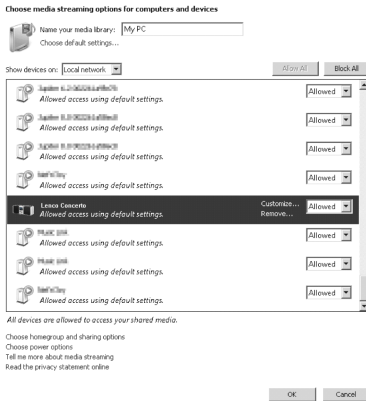 Choose media streaming options for computers and devices
Name your media library: My PC
Choose default settings...
Show devices on: Local network
Allow All Block All
Allowed
Allowed access using default settings.
Allowed
Allowed access using default settings.
Allowed
Allowed access using default settings.
Allowed
Allowed access using default settings.
Lenco Concerto Customize... Allowed
Allowed access using default settings. Remove...
Allowed
Allowed access using default settings.
Allowed
Allowed access using default settings.
Allowed
Allowed access using default settings.
All devices are allowed to access your shared media.
Choose homegroup and sharing options
Choose power options
Tell me more about media streaming
Read the privacy statement online
OK Cancel